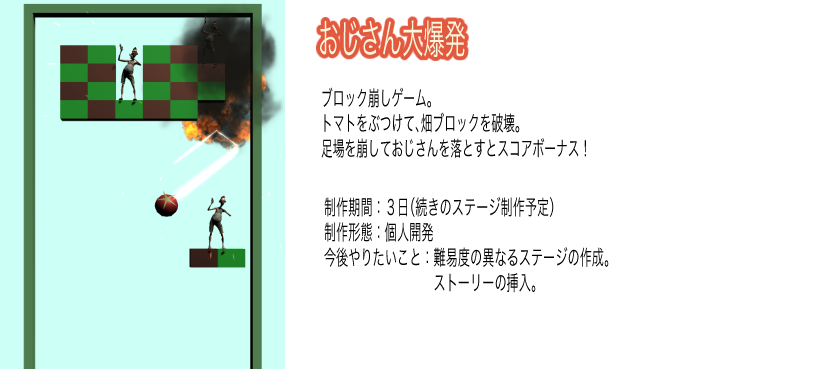 おじさん大爆発
ブロック崩しゲーム。
トマトをぶつけて、畑ブロックを破壊。
足場を崩しておじさんを落とすとスコアボーナス！
制作期間：３日(続きのステージ制作予定)
制作形態：個人開発
今後やりたいこと：難易度の異なるステージの作成。
ストーリーの挿入。